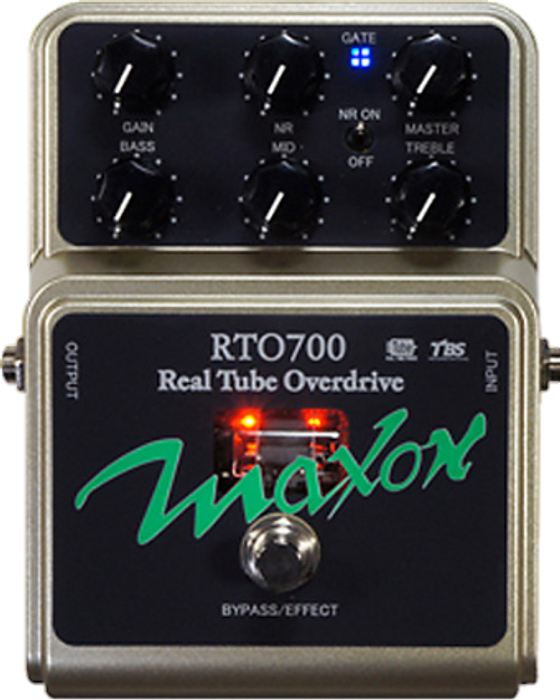 GATE
NR ON
GAIN NR MASTER
BASS MID TREBLE
OFF
OUTPUT
RTO700
TBS
INPUT
Real Tube Overdrive
maxon
BYPASS/EFFECT